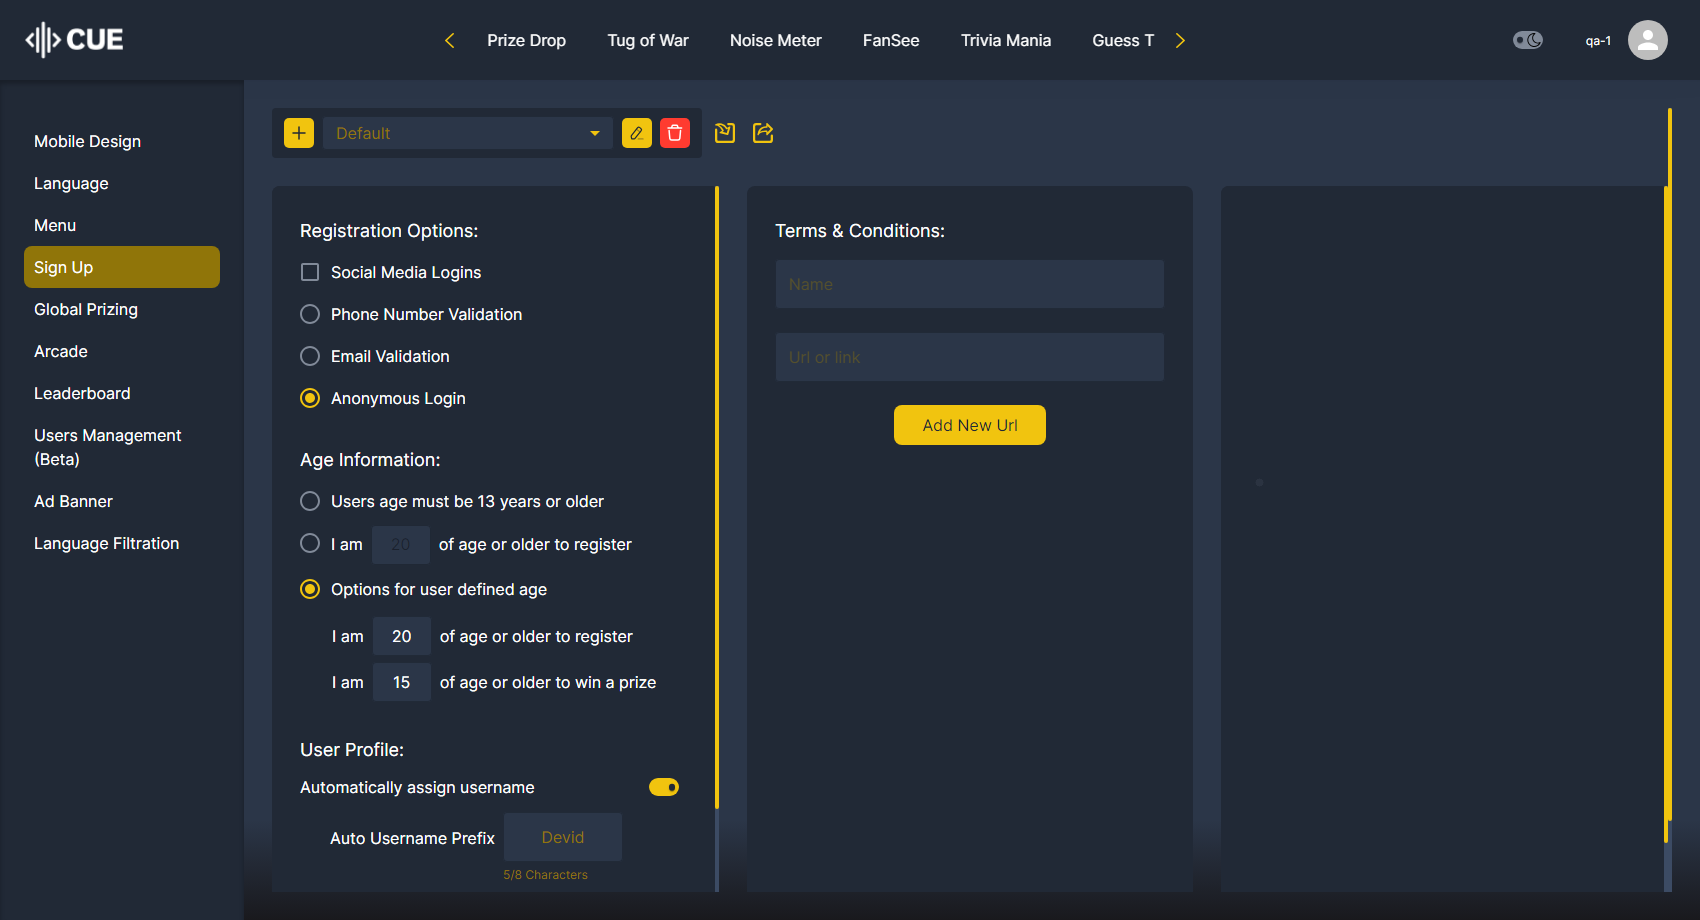 CUE
Prize Drop
Tug of War
Noise Meter
FanSee
Trivia Mania
Guess T
qa-1
Mobile Design
Language
Menu
Sign Up
Global Prizing
Arcade
Leaderboard
Users Management
(Beta)
Ad Banner
Language Filtration
Default
Registration Options:
Social Media Logins
Phone Number Validation
Email Validation
Anonymous Login
Age Information:
Users age must be 13 years or older
I am 20 of age or older to register
Options for user defined age
I am 20 of age or older to register
I am 15 of age or older to win a prize
User Profile:
Automatically assign username
Auto Username Prefix Devid
5/8 Characters
Terms & Conditions:
Name
Url or link
Add New Url